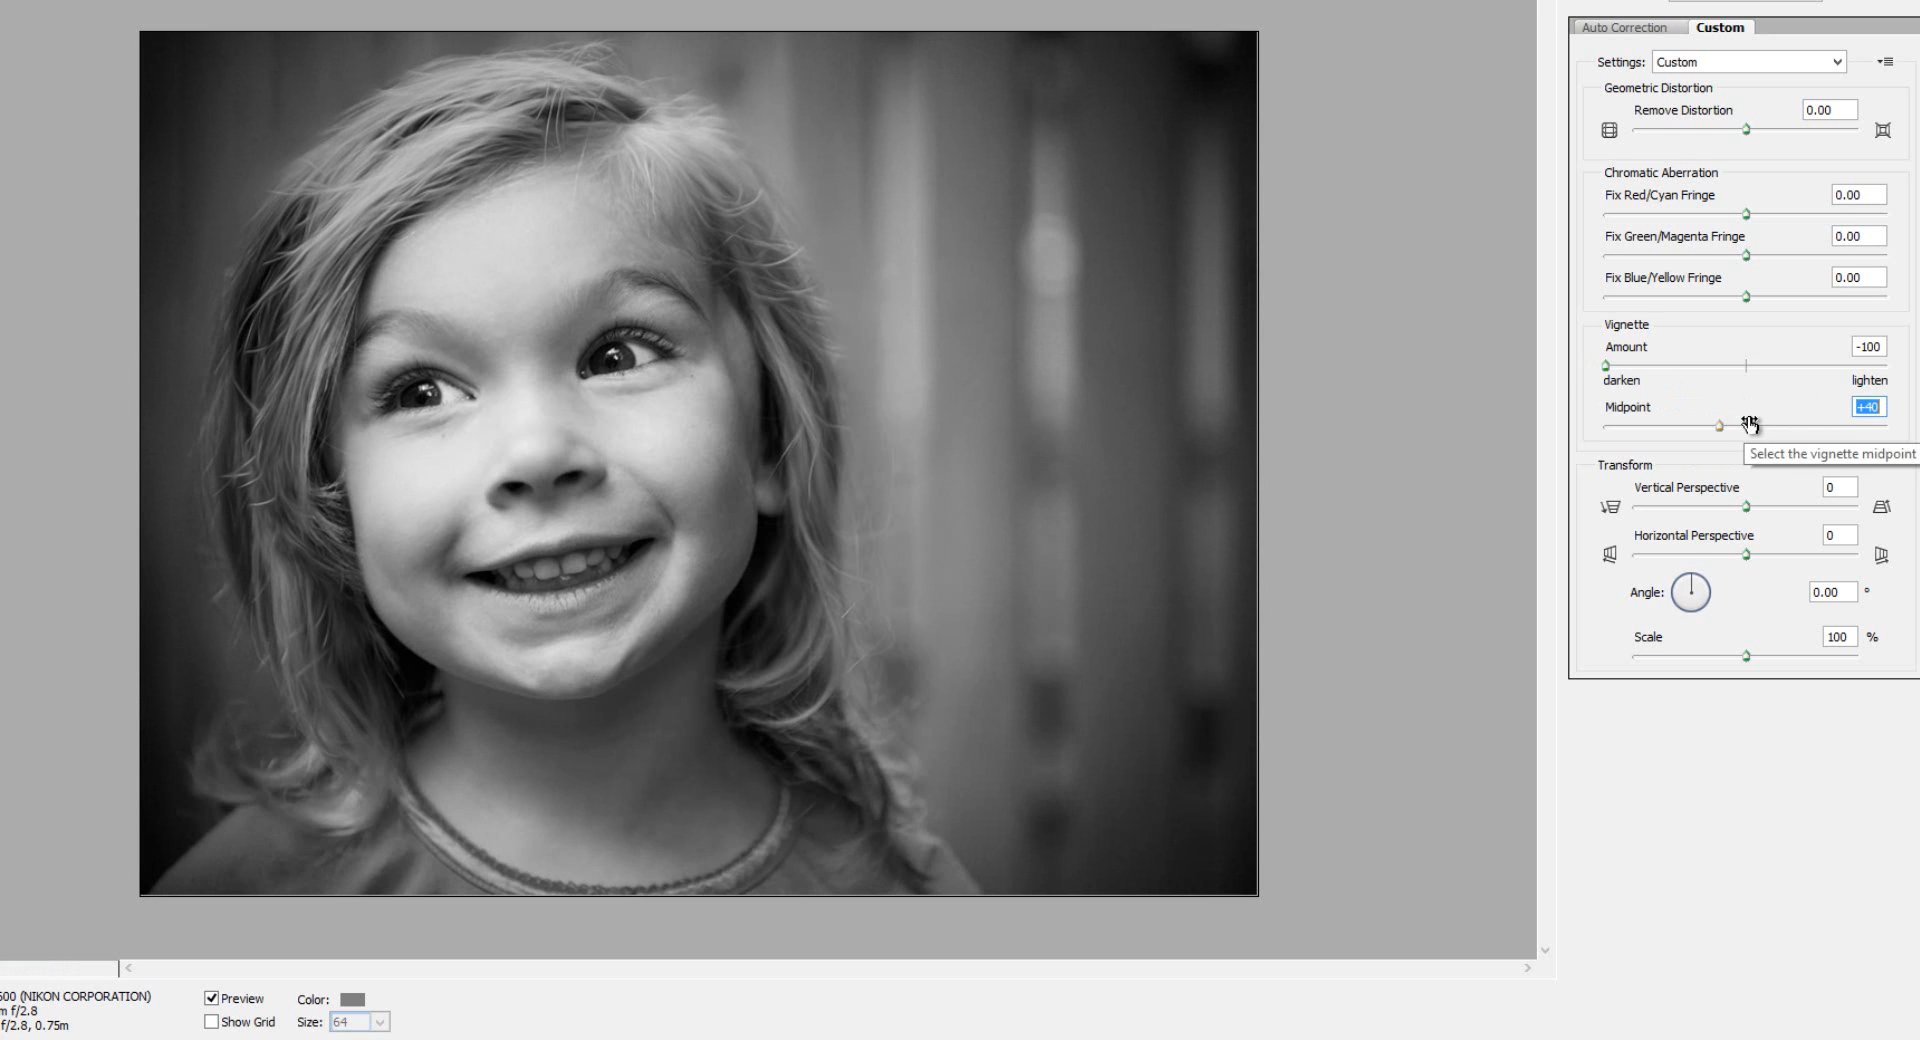 Auto Correction Custom
Settings: Custom
Geometric Distortion
Remove Distortion 0.00
Chromatic Aberration
Fix Red/Cyan Fringe 0.00
Fix Green/Magenta Fringe 0.00
Fix Blue/Yellow Fringe 0.00
Vignette
Amount -100
darken lighten
Midpoint +40
Select the vignette midpoint
Transform
Vertical Perspective 0
Horizontal Perspective 0
Angle: 0.00 °
Scale 100 %
600 (NIKON CORPORATION)
m f/2.8
f/2.8, 0.75m
Preview Color:
Show Grid Size: 64